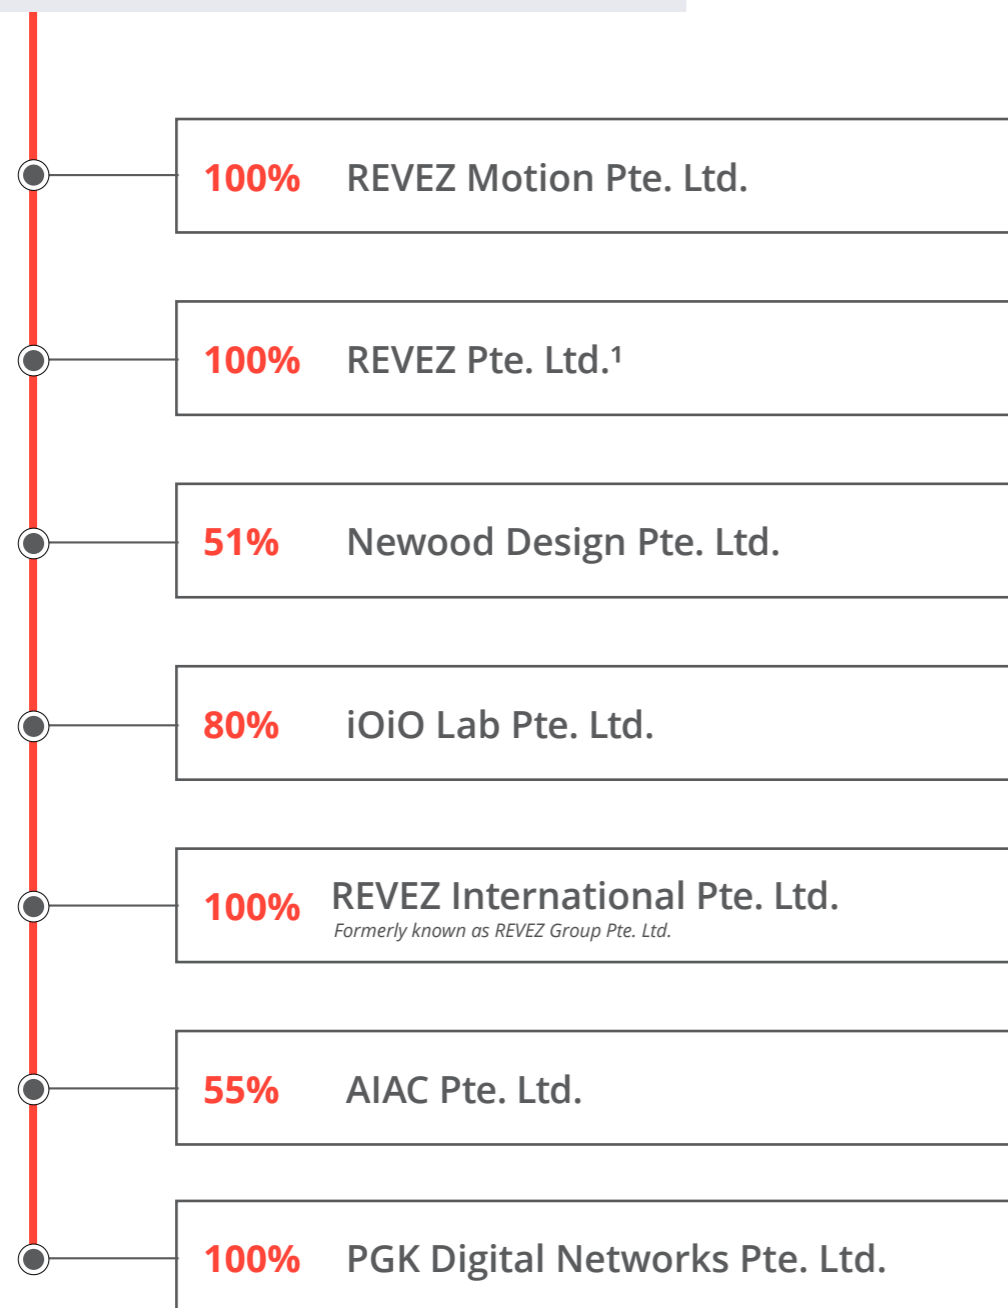 100% REVEZ Motion Pte. Ltd.
100% REVEZ Pte. Ltd.¹
51% Newood Design Pte. Ltd.
80% iOiO Lab Pte. Ltd.
100% REVEZ International Pte. Ltd.
Formerly known as REVEZ Group Pte. Ltd.
55% AIAC Pte. Ltd.
100% PGK Digital Networks Pte. Ltd.